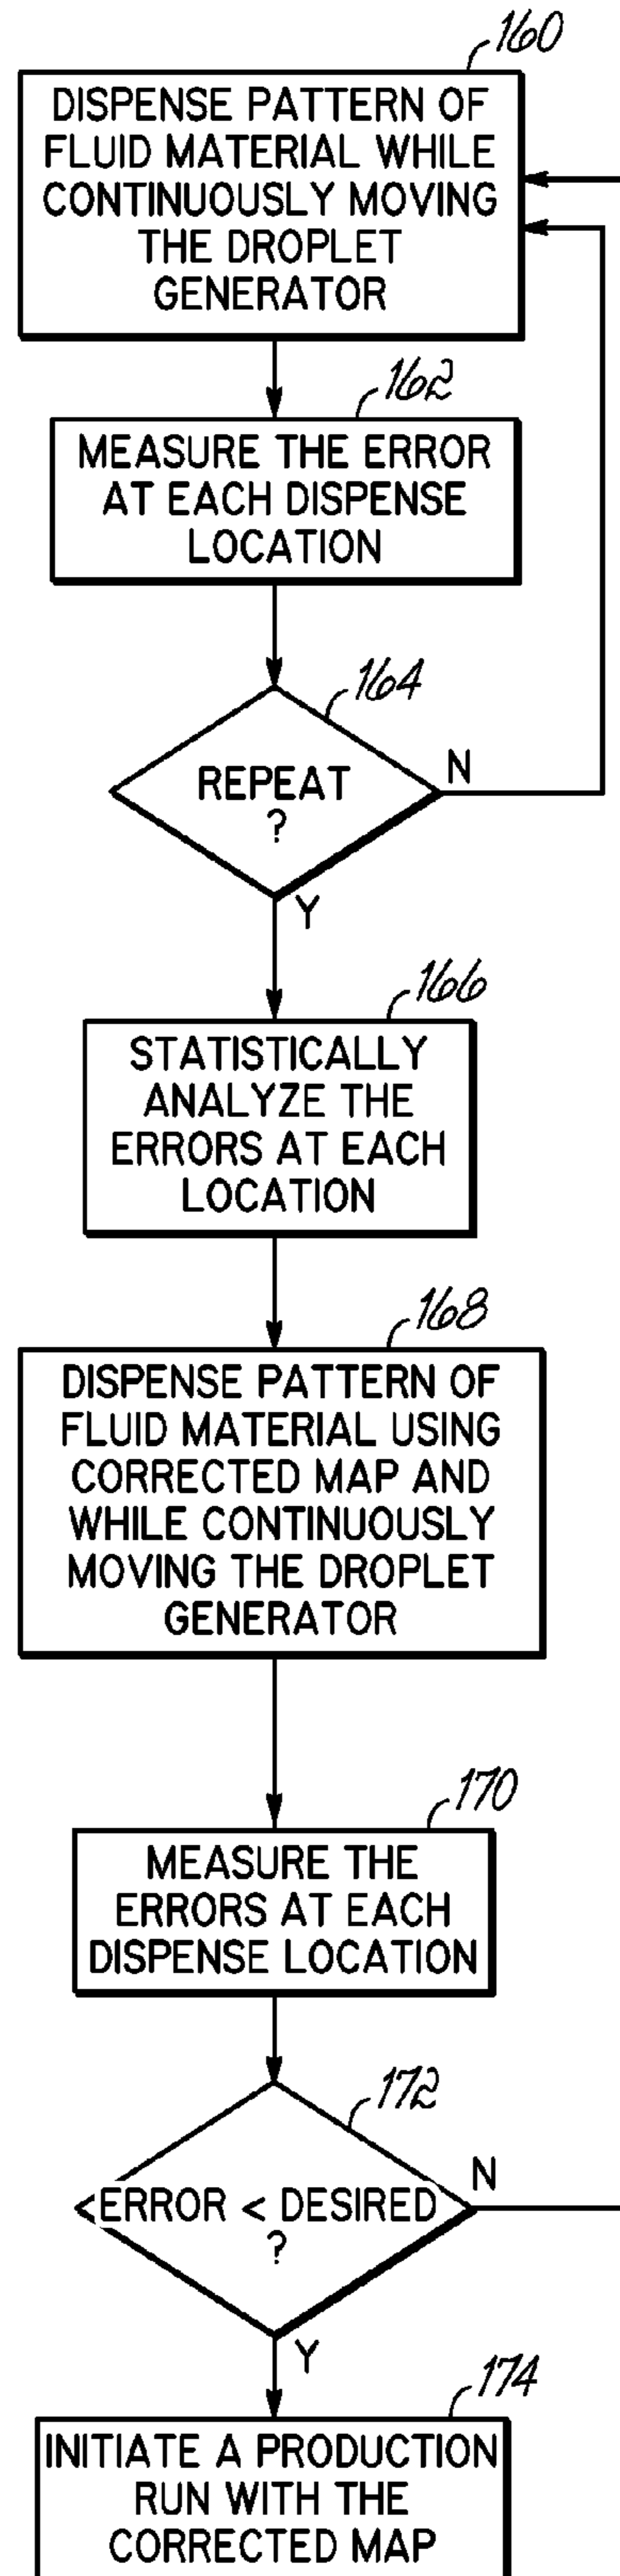 160
DISPENSE PATTERN OF
FLUID MATERIAL WHILE
CONTINUOUSLY MOVING
THE DROPLET
GENERATOR
162
MEASURE THE ERROR
AT EACH DISPENSE
LOCATION
164
REPEAT
?
N
Y
166
STATISTICALLY
ANALYZE THE
ERRORS AT EACH
LOCATION
168
DISPENSE PATTERN OF
FLUID MATERIAL USING
CORRECTED MAP AND
WHILE CONTINUOUSLY
MOVING THE DROPLET
GENERATOR
170
MEASURE THE
ERRORS AT EACH
DISPENSE LOCATION
172
N
ERROR < DESIRED
?
Y
174
INITIATE A PRODUCTION
RUN WITH THE
CORRECTED MAP